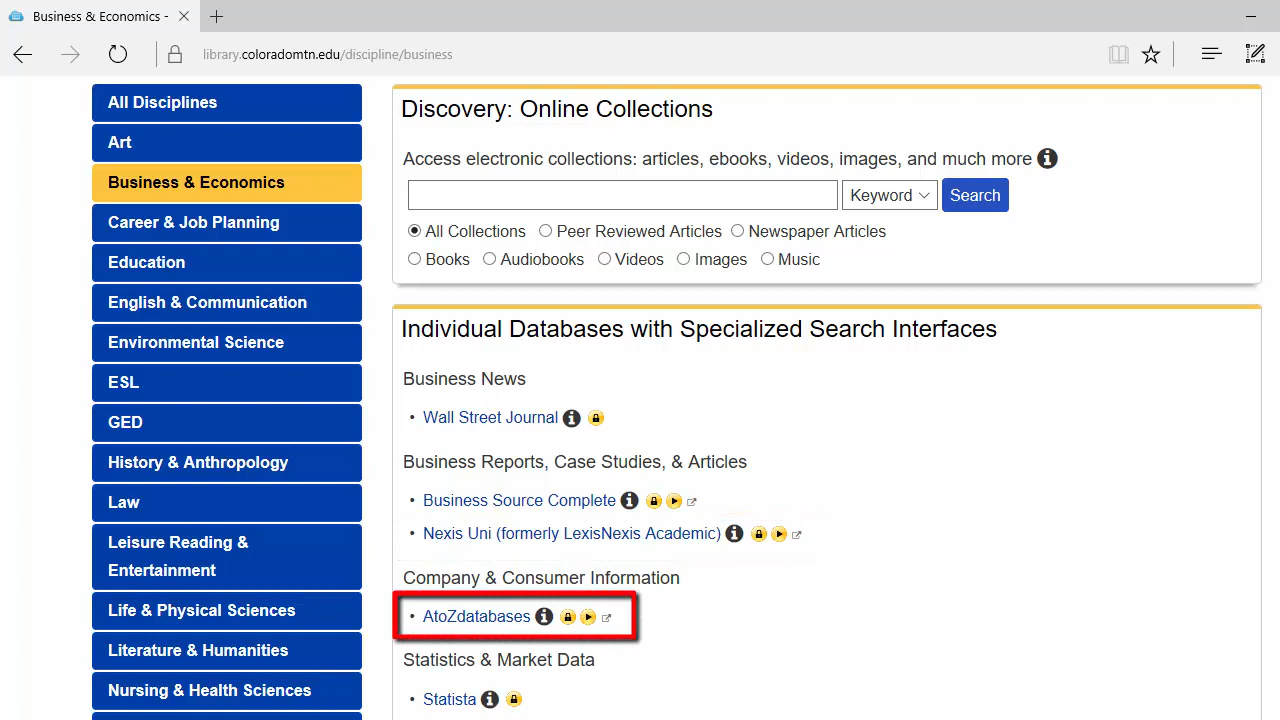 Business & Economics -
library.coloradomtn.edu/discipline/business
All Disciplines
Art
Business & Economics
Career & Job Planning
Education
English & Communication
Environmental Science
ESL
GED
History & Anthropology
Law
Leisure Reading &
Entertainment
Life & Physical Sciences
Literature & Humanities
Nursing & Health Sciences
Discovery: Online Collections
Access electronic collections: articles, ebooks, videos, images, and much more
Keyword Search
All Collections Peer Reviewed Articles Newspaper Articles
Books Audiobooks Videos Images Music
Individual Databases with Specialized Search Interfaces
Business News
• Wall Street Journal
Business Reports, Case Studies, & Articles
• Business Source Complete
• Nexis Uni (formerly LexisNexis Academic)
Company & Consumer Information
• AtoZdatabases
Statistics & Market Data
• Statista